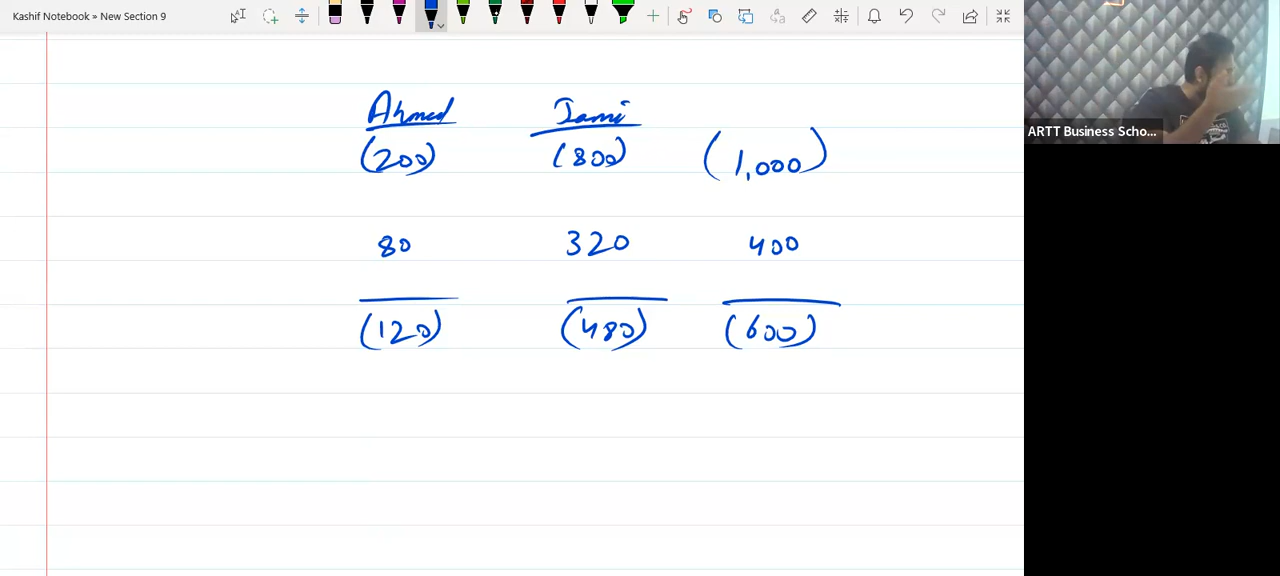 Kashif Notebook » New Section 9
ARTT Business Scho...
Ahmed Jami
(200) (800) (1,000)
80 320 400
(120) (480) (600)